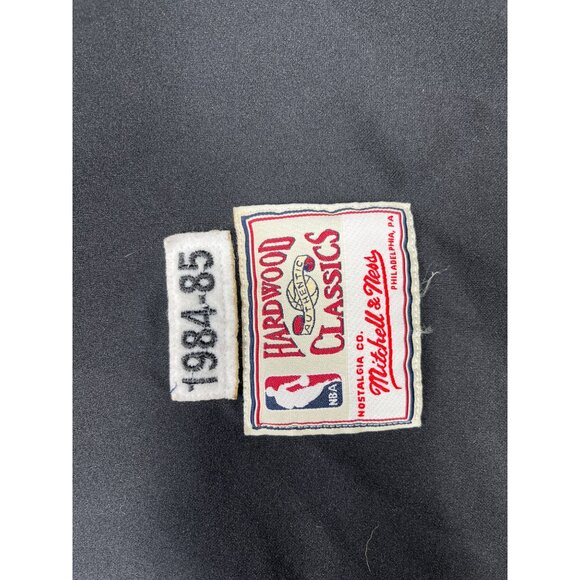 1984-85
HARDWOOD
AUTHENTIC
CLASSICS
NBA
NOSTALGIA CO.
Mitchell & Ness
PHILADELPHIA, PA